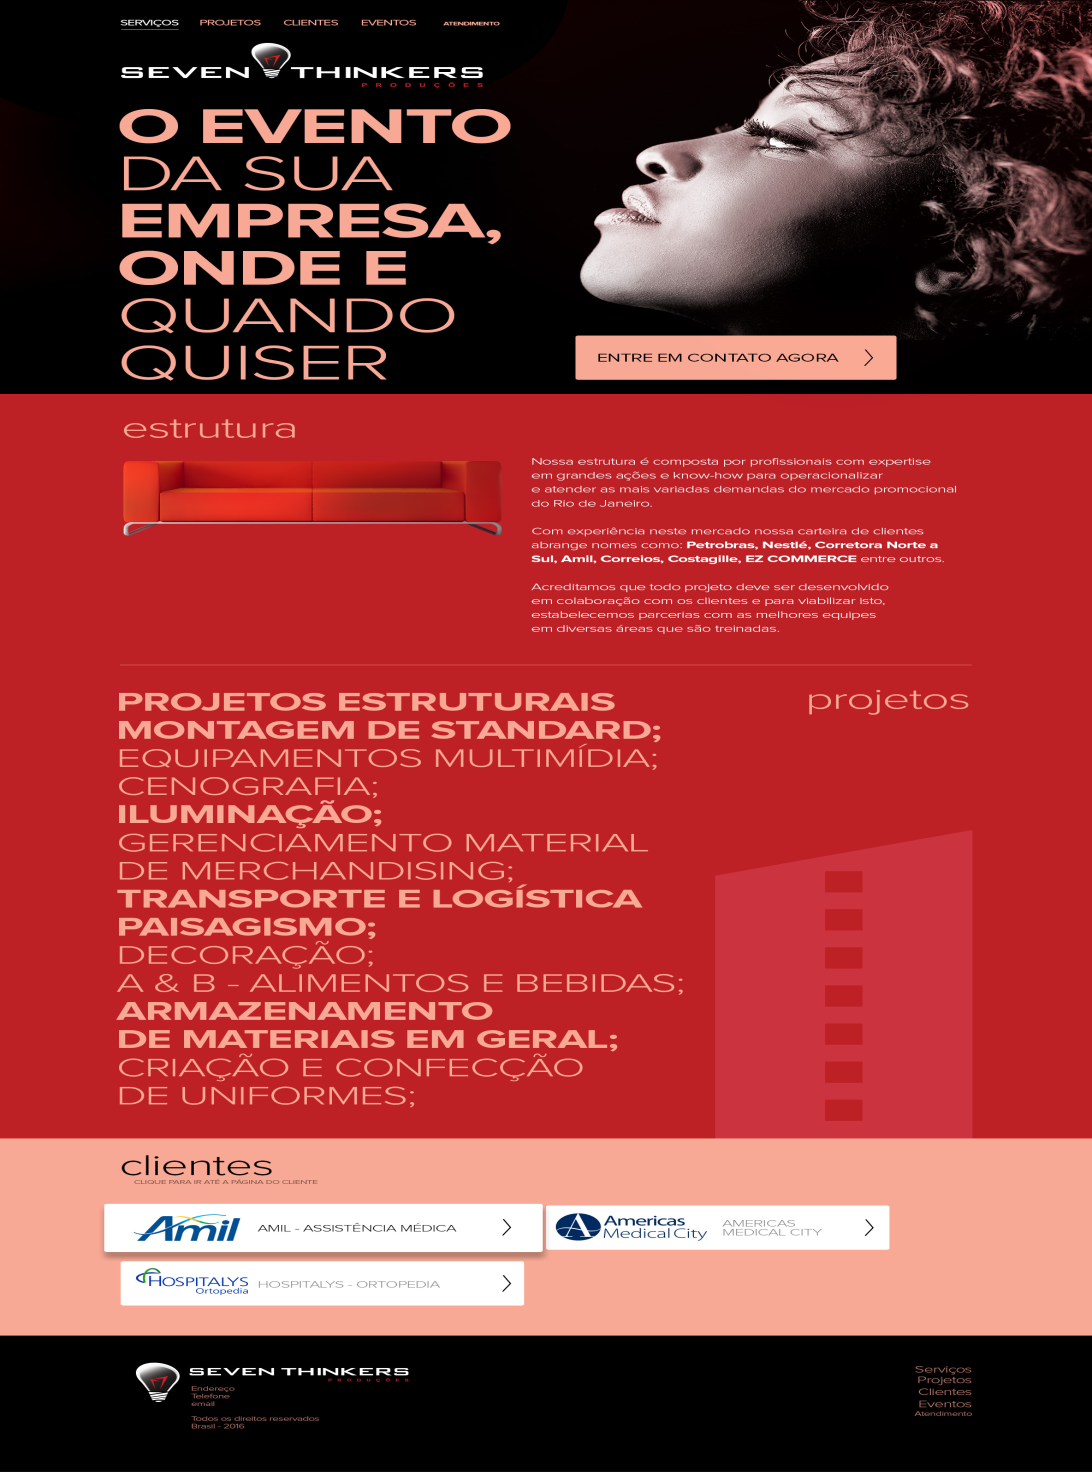 SERVIÇOS PROJETOS CLIENTES EVENTOS ATENDIMENTO
SEVEN THINKERS
PRODUÇÕES
O EVENTO
DA SUA
EMPRESA,
ONDE E
QUANDO
QUISER
ENTRE EM CONTATO AGORA
estrutura
Nossa estrutura é composta por profissionais com expertise
em grandes ações e know-how para operacionalizar
e atender as mais variadas demandas do mercado promocional
do Rio de Janeiro.
Com experiência neste mercado nossa carteira de clientes
abrange nomes como: Petrobras, Nestlé, Corretora Norte a
Sul, Amil, Correios, Costagille, EZ COMMERCE entre outros.
Acreditamos que todo projeto deve ser desenvolvido
em colaboração com os clientes e para viabilizar isto,
estabelecemos parcerias com as melhores equipes
em diversas áreas que são treinadas.
projetos
PROJETOS ESTRUTURAIS
MONTAGEM DE STANDARD;
EQUIPAMENTOS MULTIMÍDIA;
CENOGRAFIA;
ILUMINAÇÃO;
GERENCIAMENTO MATERIAL
DE MERCHANDISING;
TRANSPORTE E LOGÍSTICA
PAISAGISMO;
DECORAÇÃO;
A & B - ALIMENTOS E BEBIDAS;
ARMAZENAMENTO
DE MATERIAIS EM GERAL;
CRIAÇÃO E CONFECÇÃO
DE UNIFORMES;
clientes
CLIQUE PARA IR ATÉ A PÁGINA DO CLIENTE
Amil AMIL - ASSISTÊNCIA MÉDICA
Americas
Medical City
AMERICAS
MEDICAL CITY
HOSPITALYS
Ortopedia
HOSPITALYS - ORTOPEDIA
SEVEN THINKERS
PRODUÇÕES
Endereço
Telefone
email
Todos os direitos reservados
Brasil - 2016
Serviços
Projetos
Clientes
Eventos
Atendimento